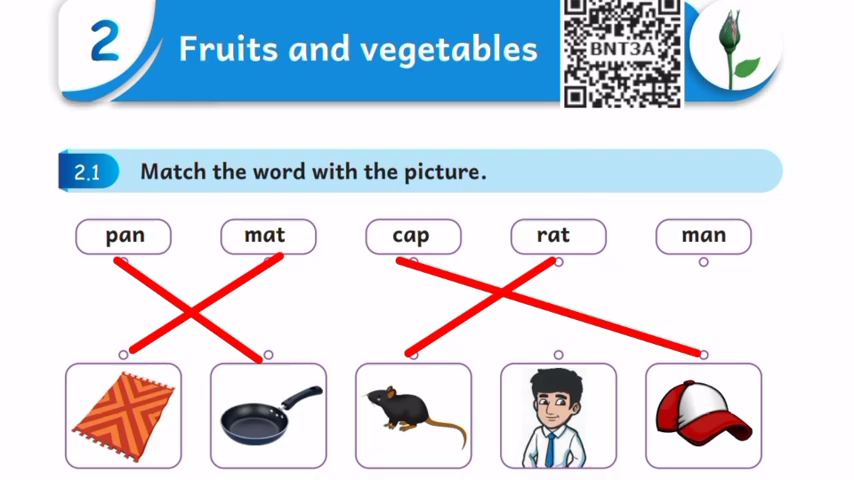 2
Fruits and vegetables
BNT3A
2.1 Match the word with the picture.
pan mat cap rat man